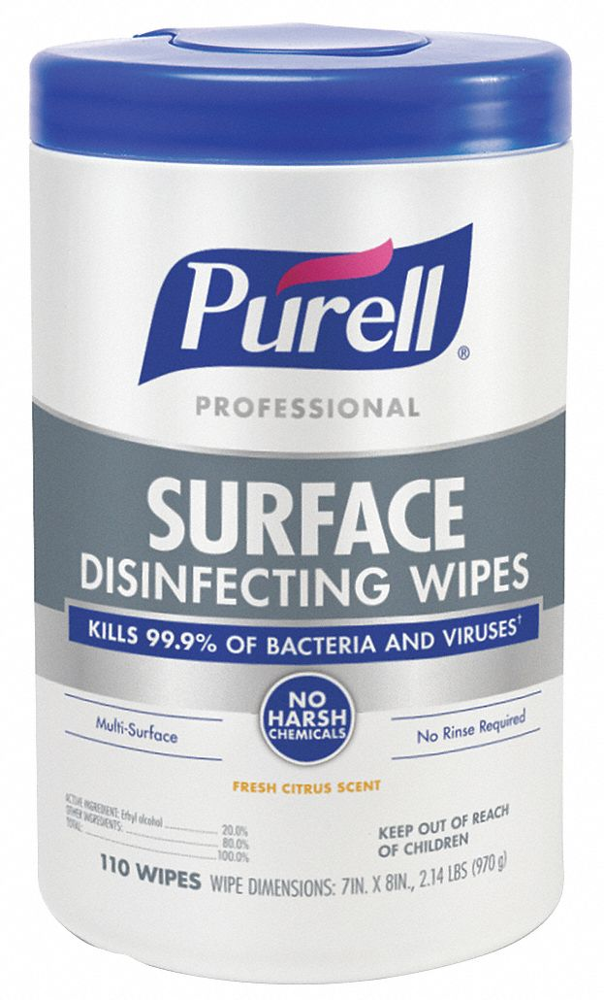 Purell®
PROFESSIONAL
SURFACE
DISINFECTING WIPES
KILLS 99.9% OF BACTERIA AND VIRUSES†
NO
HARSH
CHEMICALS
Multi-Surface
No Rinse Required
FRESH CITRUS SCENT
ACTIVE INGREDIENT: Ethyl alcohol 20.0%
OTHER INGREDIENTS: 80.0%
TOTAL: 100.0%
KEEP OUT OF REACH
OF CHILDREN
110 WIPES WIPE DIMENSIONS: 7IN. X 8IN., 2.14 LBS (970 g)